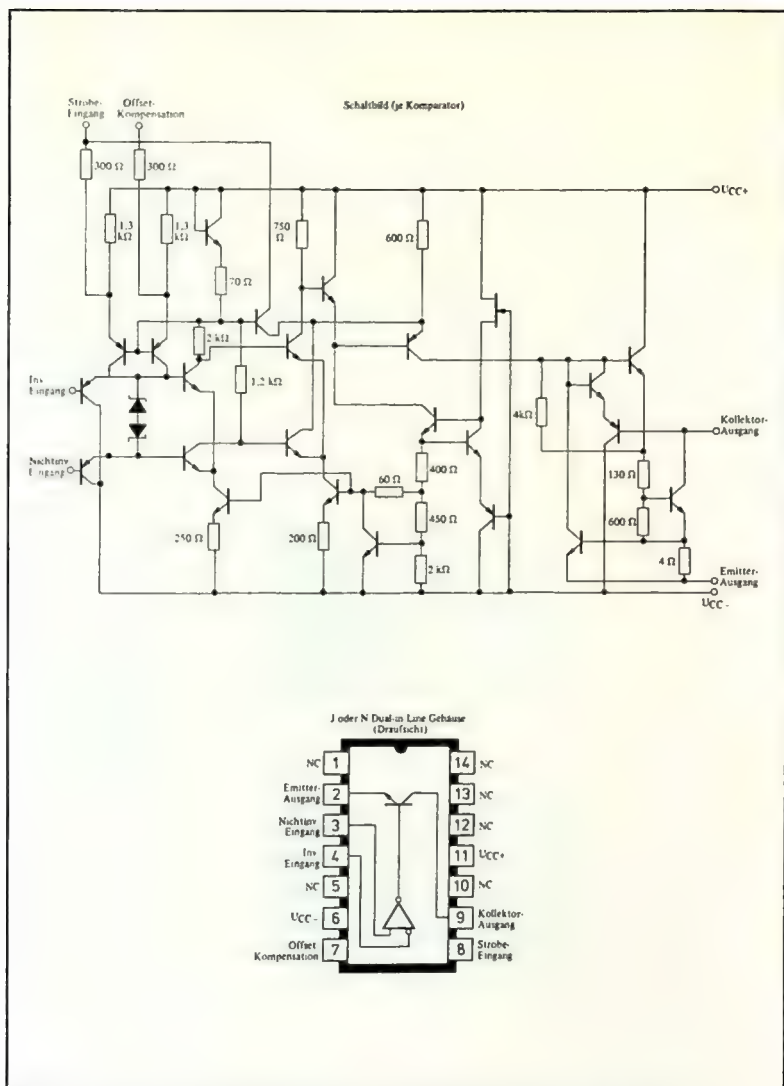 Strobe-
Eingang
Offset-
Kompensation
Schaltbild (je Komparator)
300 Ω
300 Ω
UCC+
1,3
kΩ
1,3
kΩ
750
Ω
600 Ω
70 Ω
2 kΩ
Inv
Eingang
1,2 kΩ
4kΩ
Kollektor-
Ausgang
Nichtinv
Eingang
60 Ω
400 Ω
130 Ω
450 Ω
600 Ω
250 Ω
200 Ω
2 kΩ
4 Ω
Emitter-
Ausgang
UCC-
J oder N Dual-in Line Gehäuse
(Draufsicht)
NC 1
14 NC
Emitter-
Ausgang 2
13 NC
Nichtinv
Eingang 3
12 NC
Inv
Eingang 4
11 UCC+
NC 5
10 NC
UCC- 6
9 Kollektor-
Ausgang
Offset
Kompensation 7
8 Strobe-
Eingang